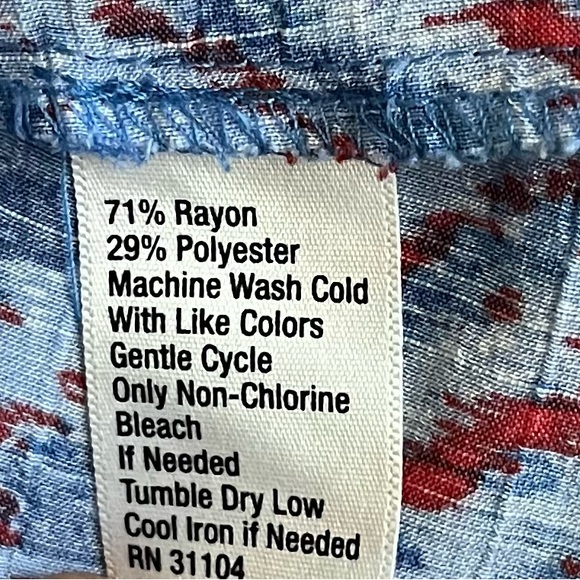 71% Rayon
29% Polyester
Machine Wash Cold
With Like Colors
Gentle Cycle
Only Non-Chlorine
Bleach
If Needed
Tumble Dry Low
Cool Iron if Needed
RN 31104